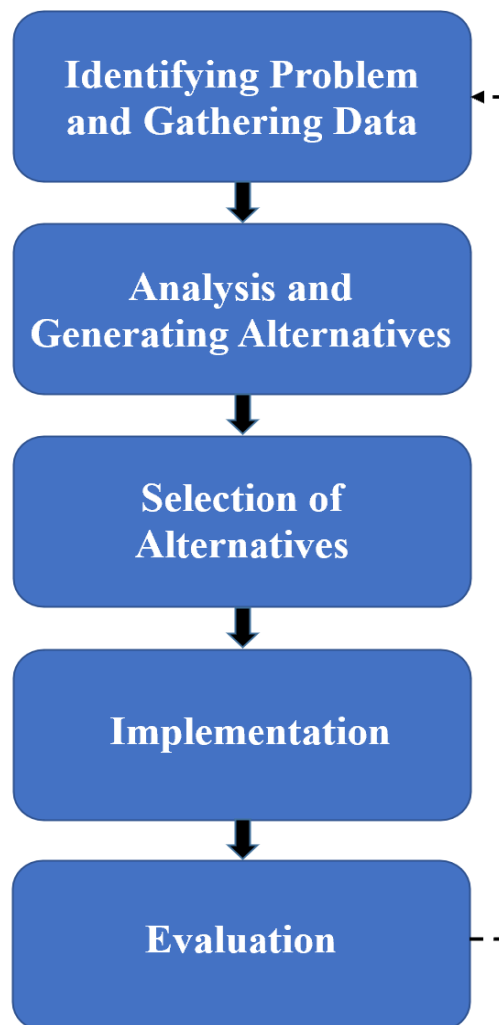 Identifying Problem
and Gathering Data
Analysis and
Generating Alternatives
Selection of
Alternatives
Implementation
Evaluation